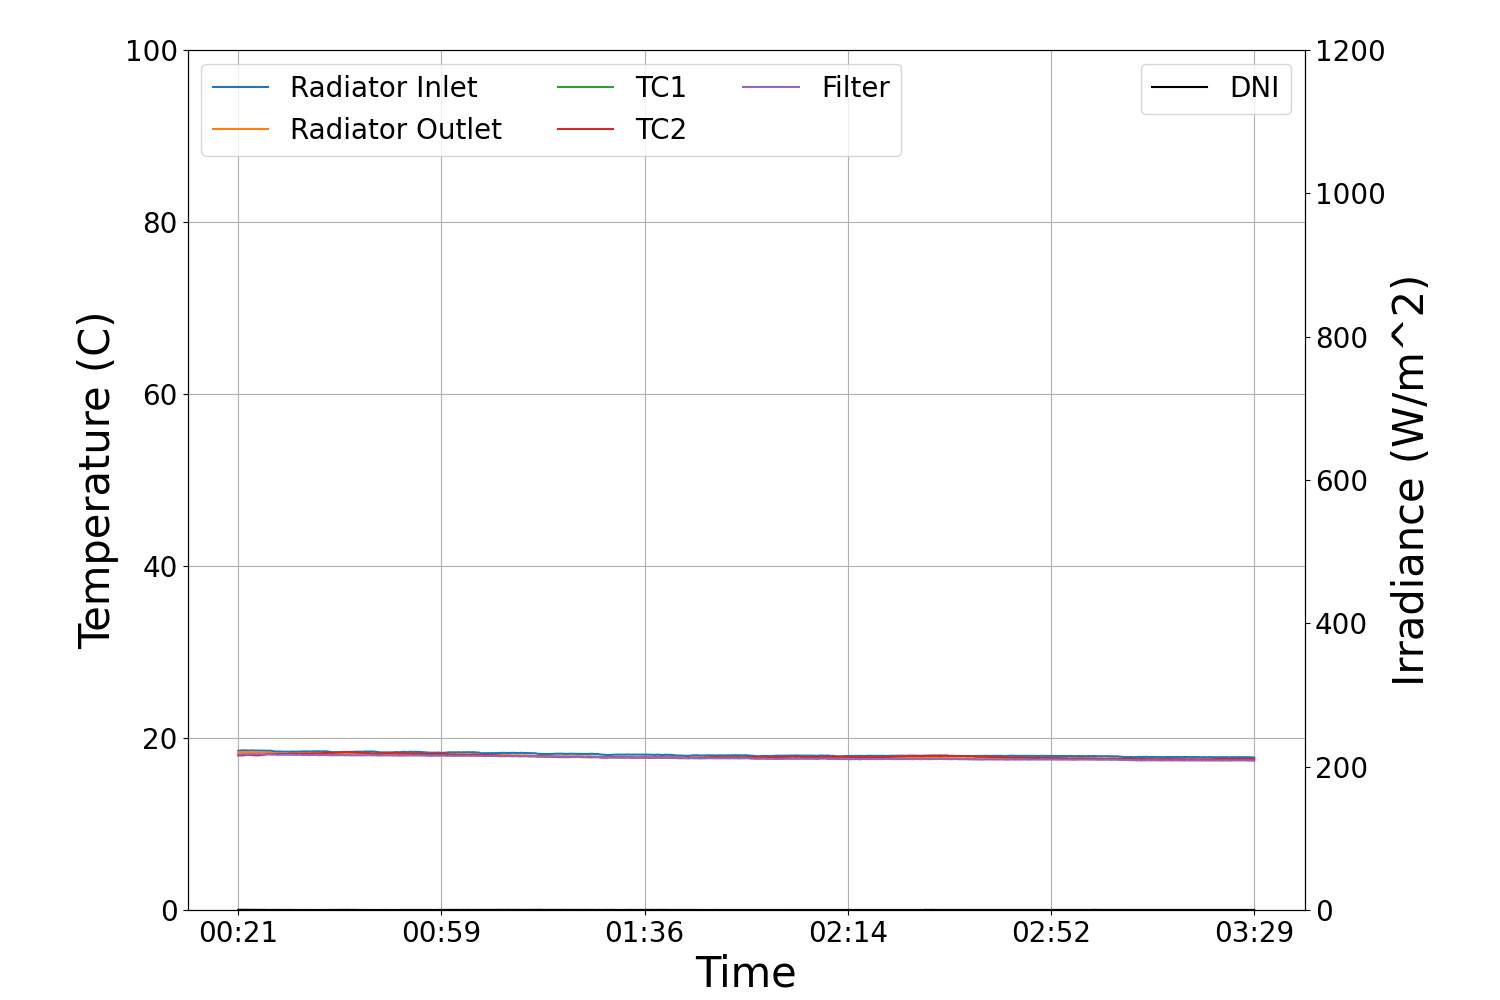 100
80
60
40
20
0
Temperature (C)
Radiator Inlet
Radiator Outlet
TC1
TC2
Filter
DNI
1200
1000
800
600
400
200
0
Irradiance (W/m^2)
00:21 00:59 01:36 02:14 02:52 03:29
Time